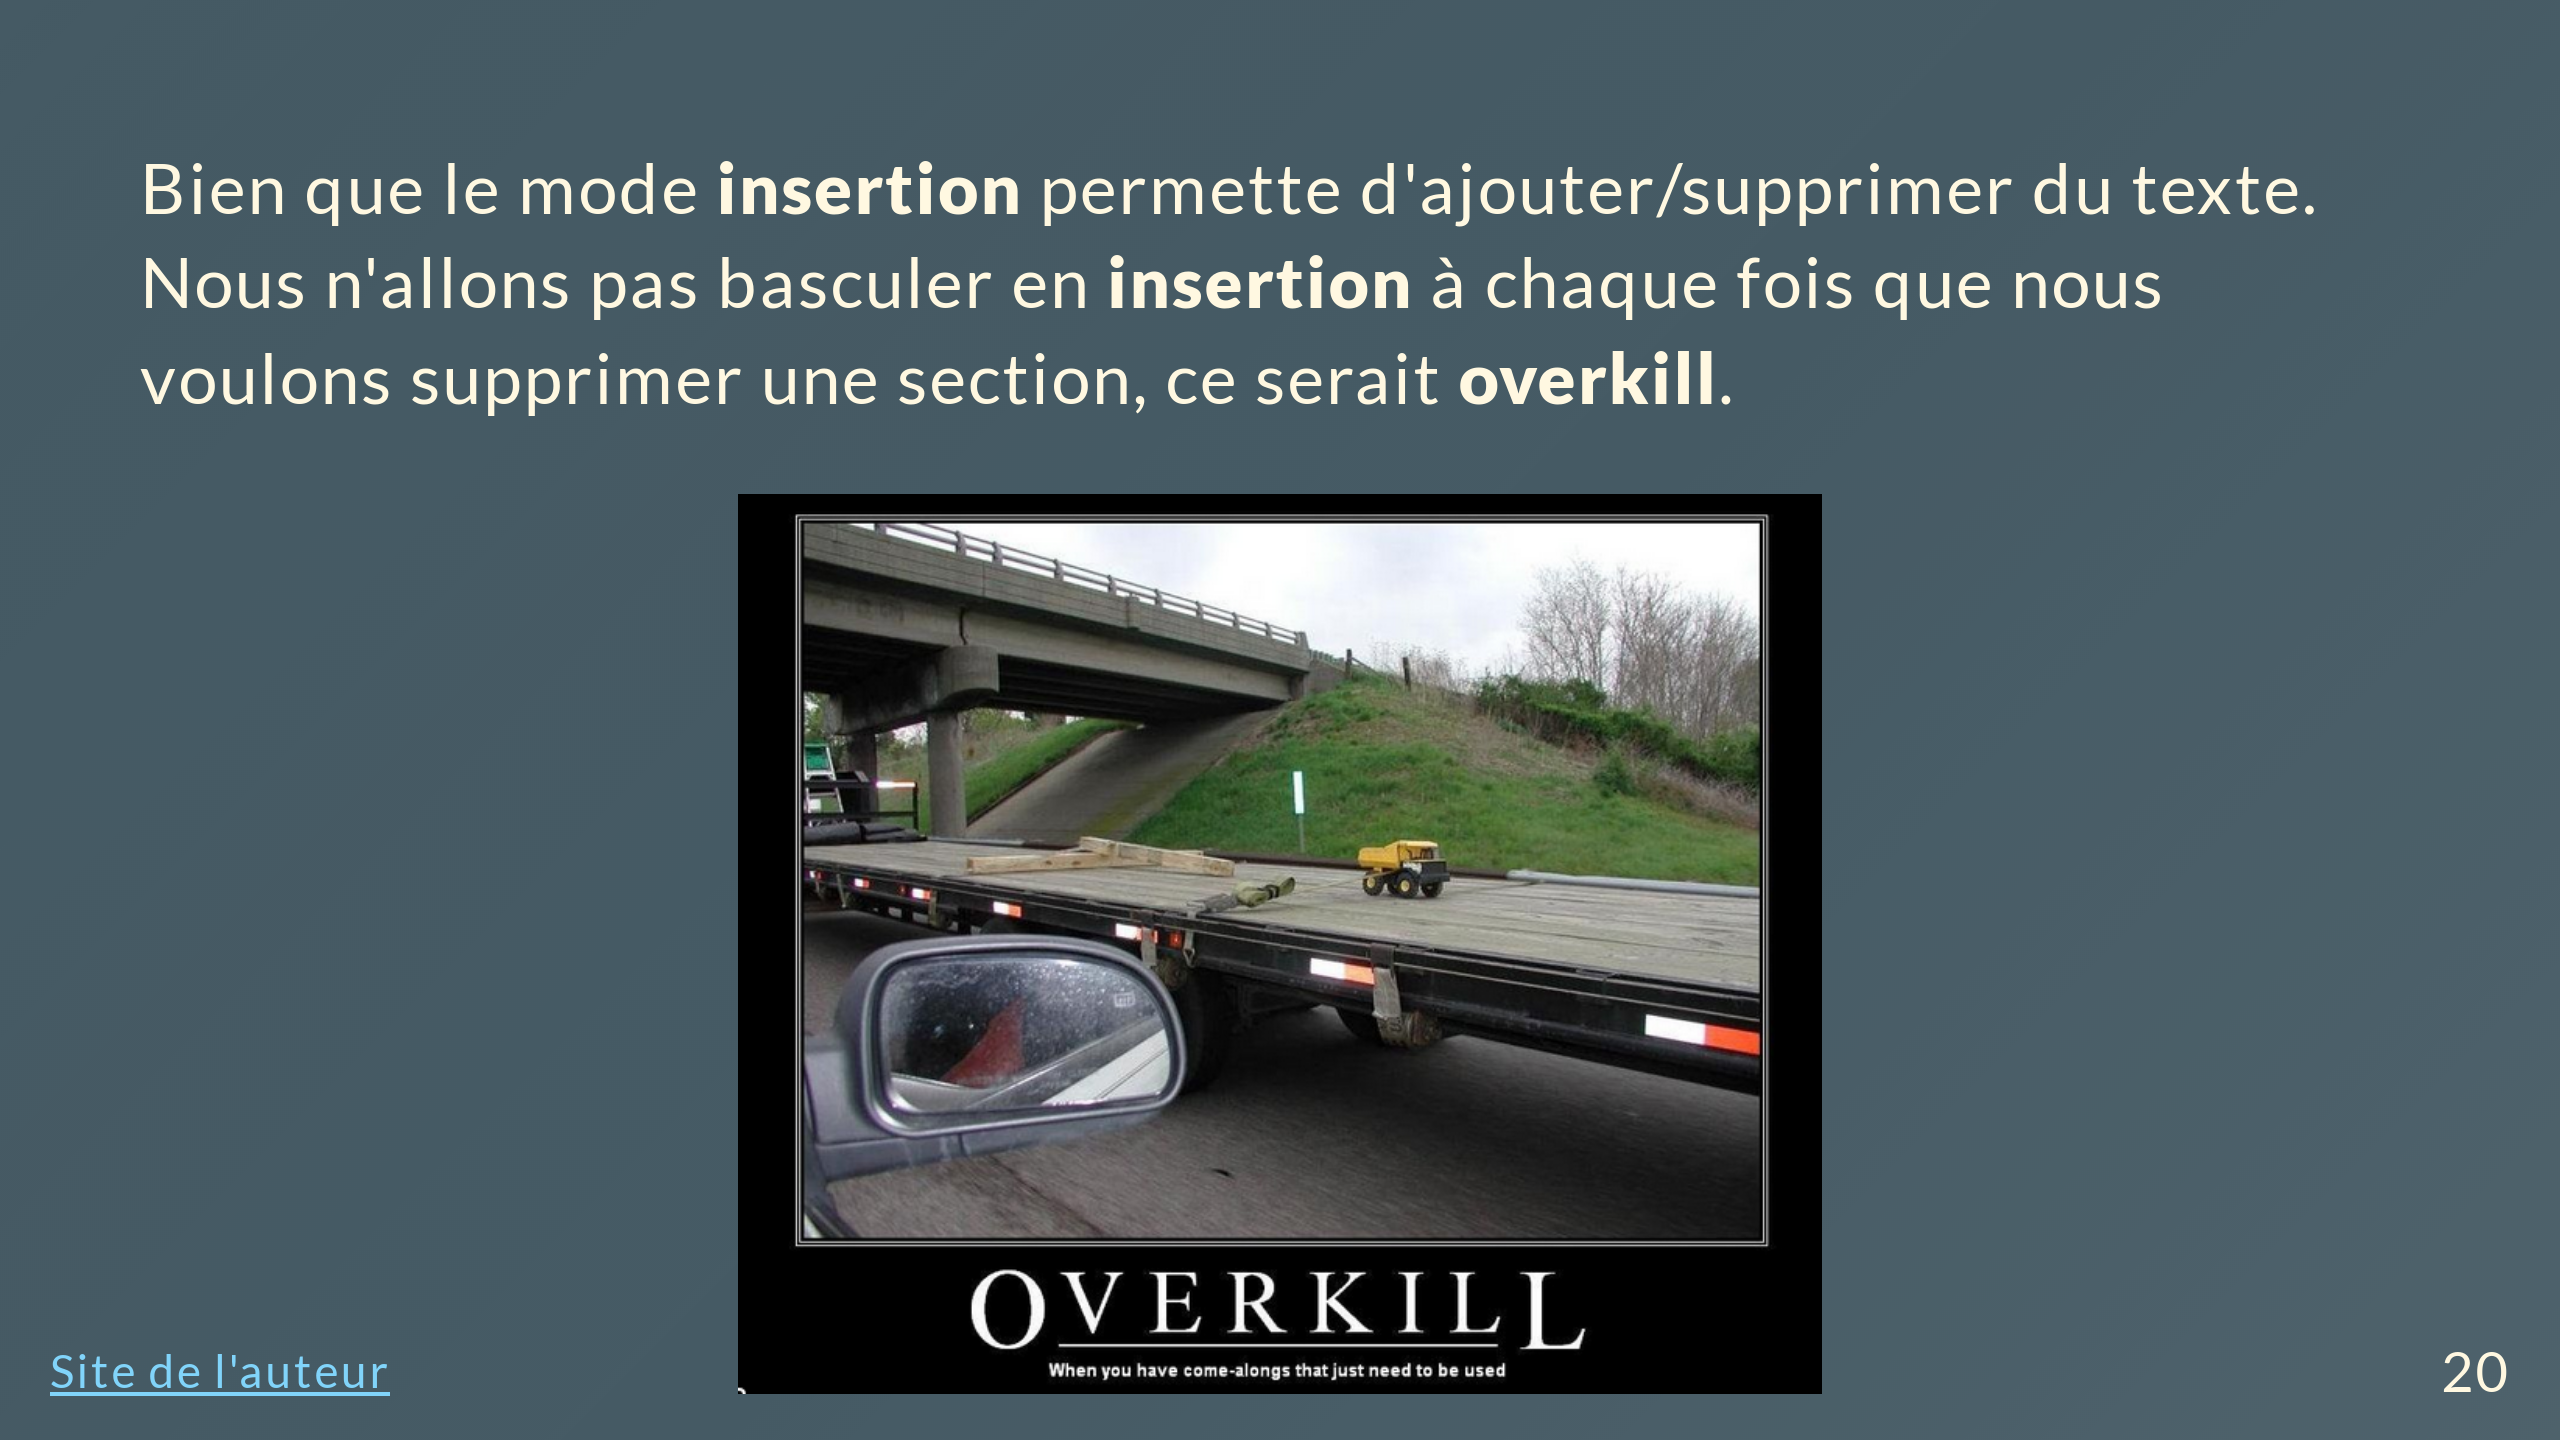 Bien que le mode insertion permette d'ajouter/supprimer du texte.
Nous n'allons pas basculer en insertion à chaque fois que nous
voulons supprimer une section, ce serait overkill.
OVERKILL
When you have come-alongs that just need to be used
Site de l'auteur
20